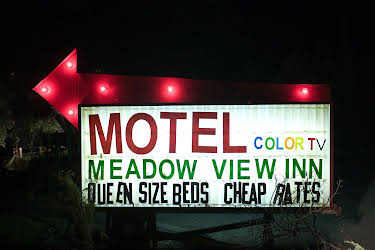 MOTEL COLOR TV
MEADOW VIEW INN
QUEEN SIZE BEDS CHEAP RATES